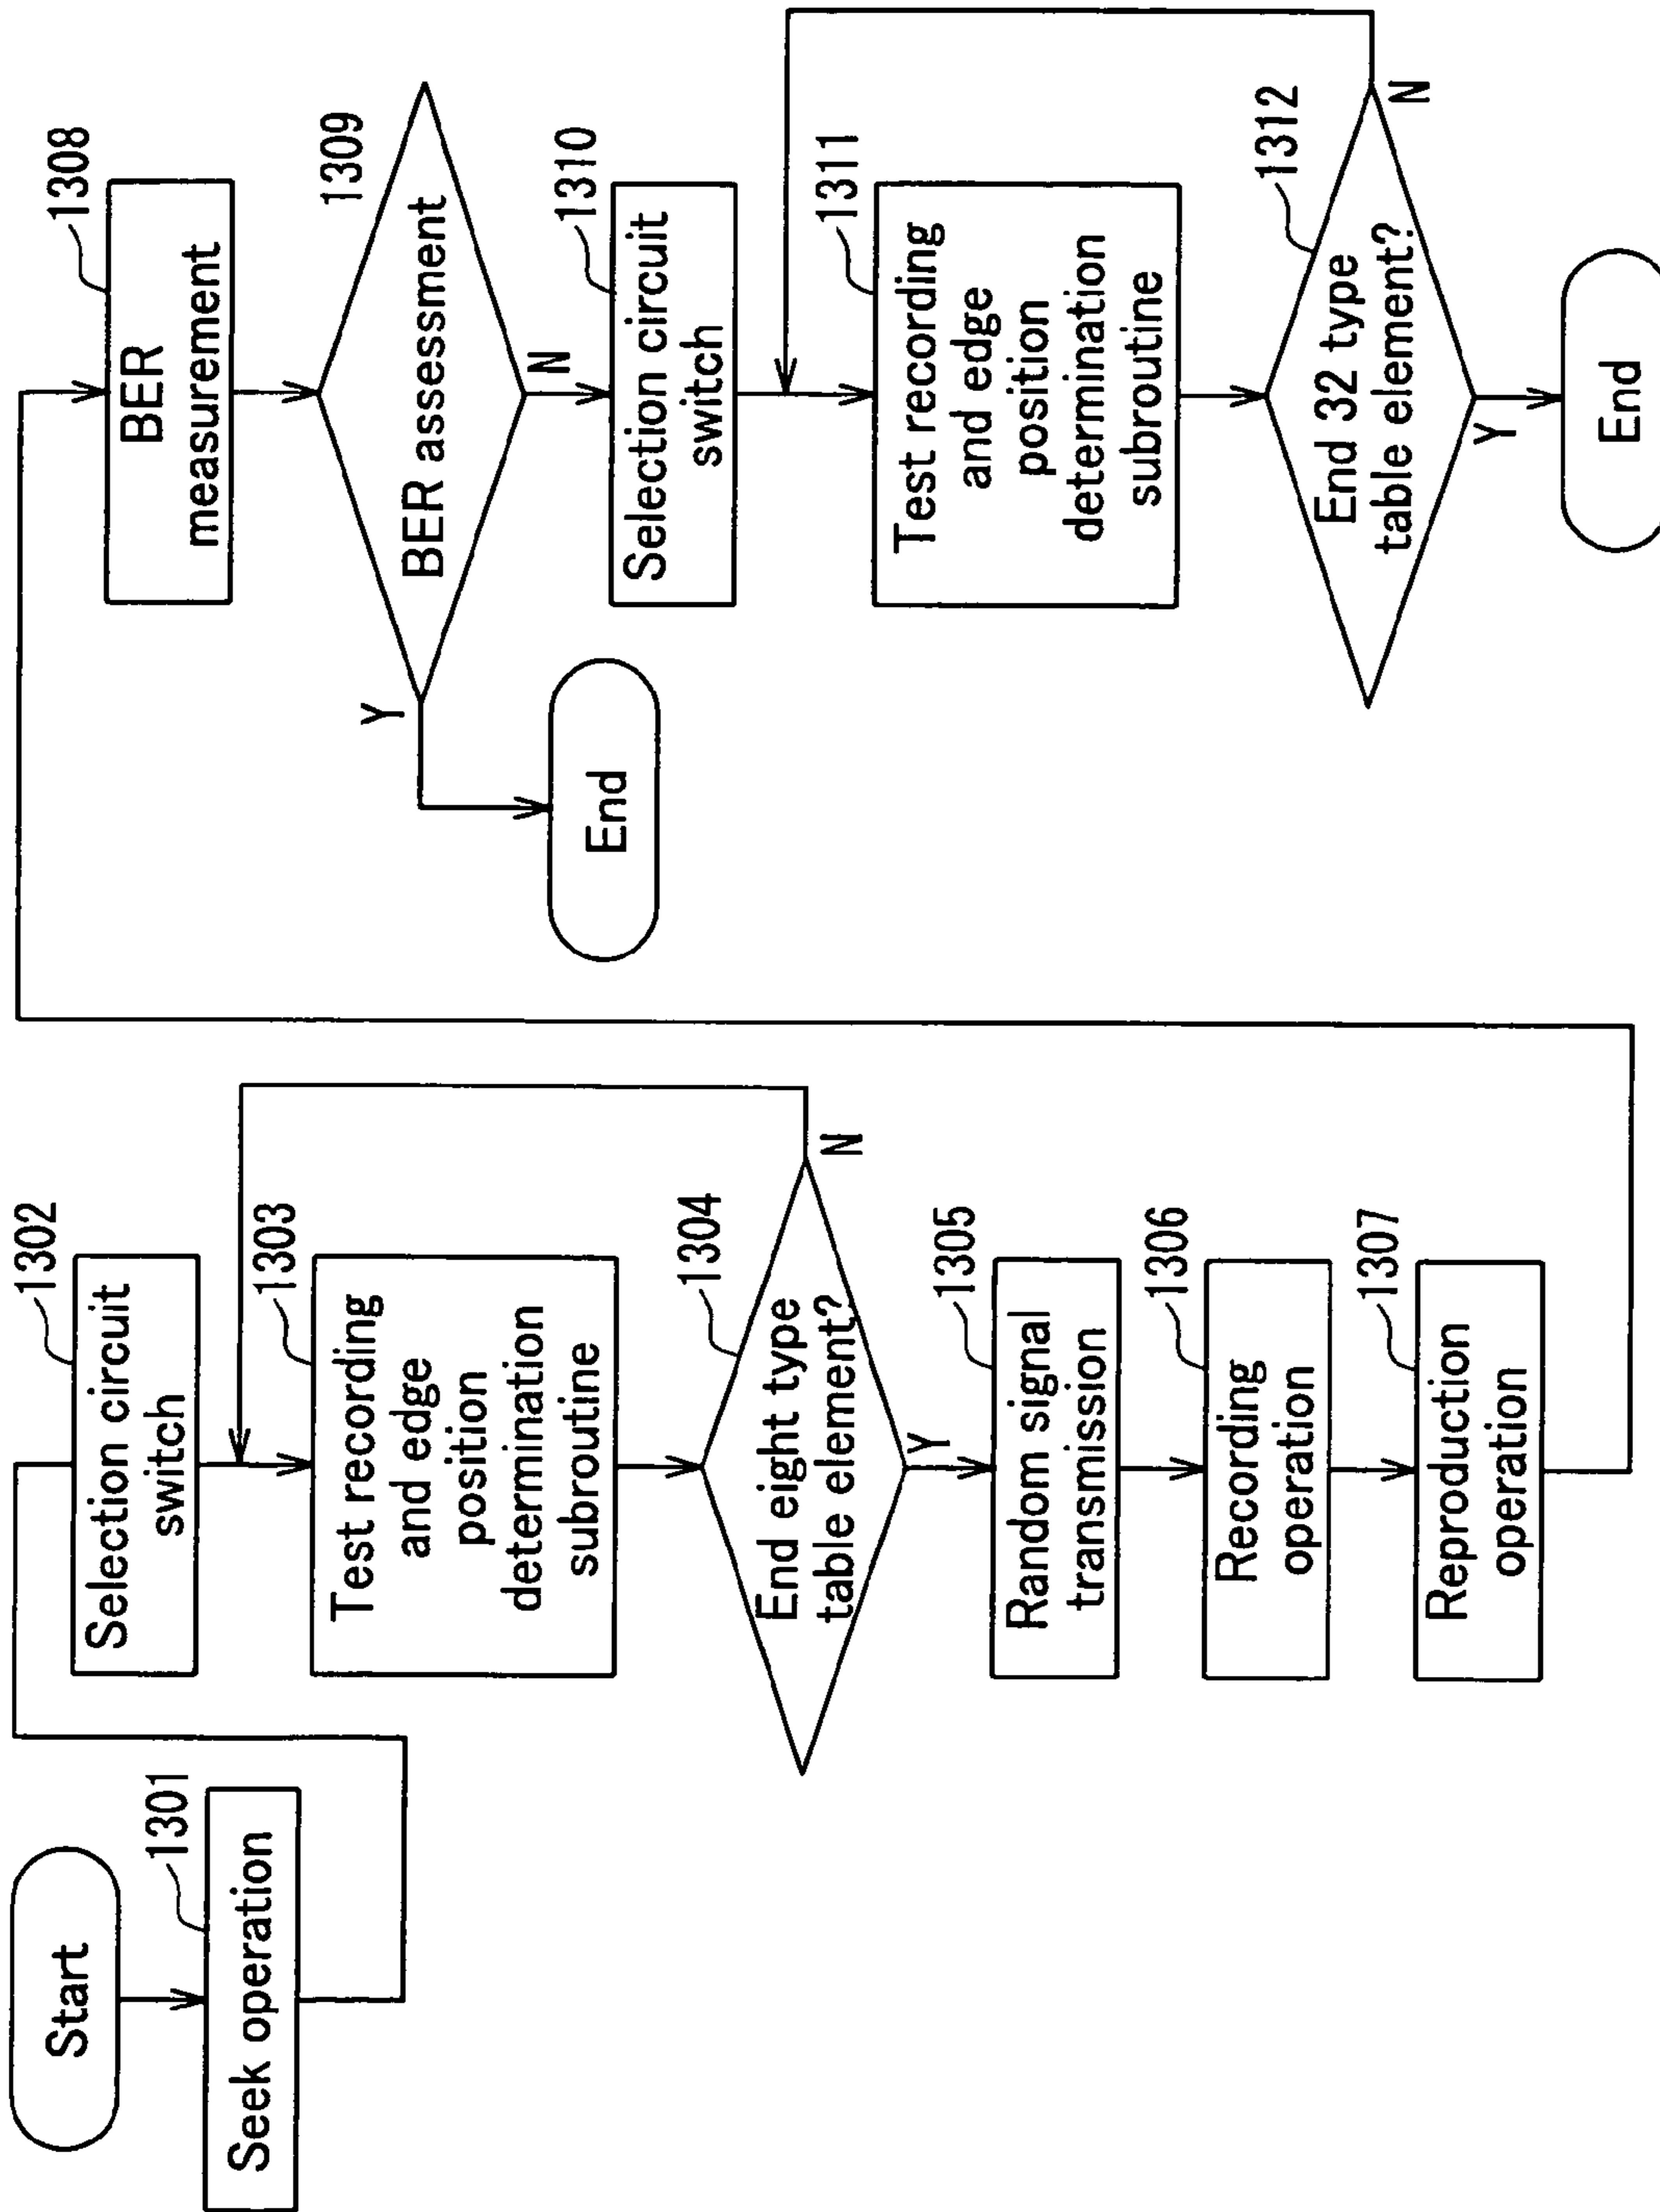 Start
1301
Seek operation
1302
Selection circuit
switch
1303
Test recording
and edge
position
determination
subroutine
1304
End eight type
table element?
N
Y
1305
Random signal
transmission
1306
Recording
operation
1307
Reproduction
operation
1308
BER
measurement
1309
BER assessment
Y
End
N
1310
Selection circuit
switch
1311
Test recording
and edge
position
determination
subroutine
1312
End 32 type
table element?
N
Y
End